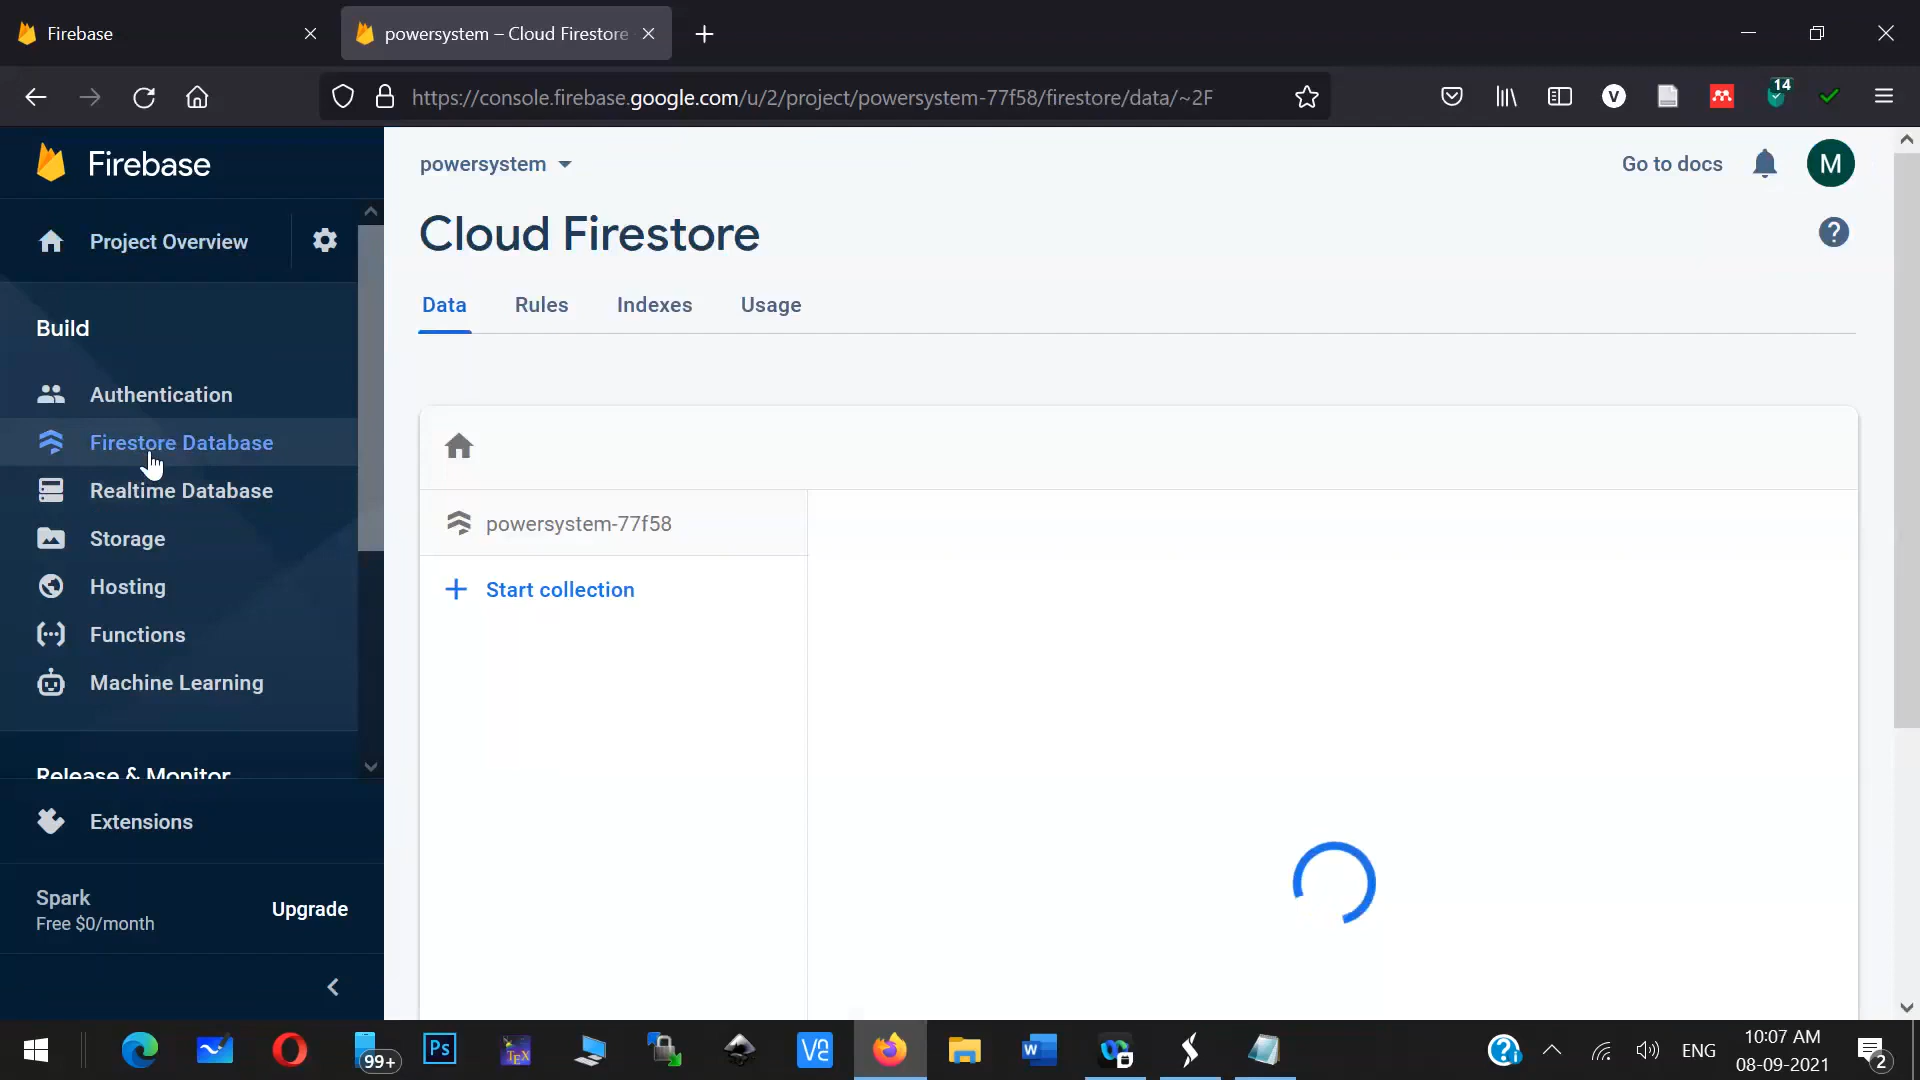 Firebase
powersystem – Cloud Firestore
https://console.firebase.google.com/u/2/project/powersystem-77f58/firestore/data/~2F
V
14
Firebase
powersystem
Go to docs
M
Project Overview
Cloud Firestore
?
Data
Rules
Indexes
Usage
Build
Authentication
Firestore Database
Realtime Database
Storage
Hosting
Functions
Machine Learning
powersystem-77f58
Start collection
Release & Monitor
Extensions
Spark
Free $0/month
Upgrade
99+
Ps
TEX
W
ENG
10:07 AM
08-09-2021
2